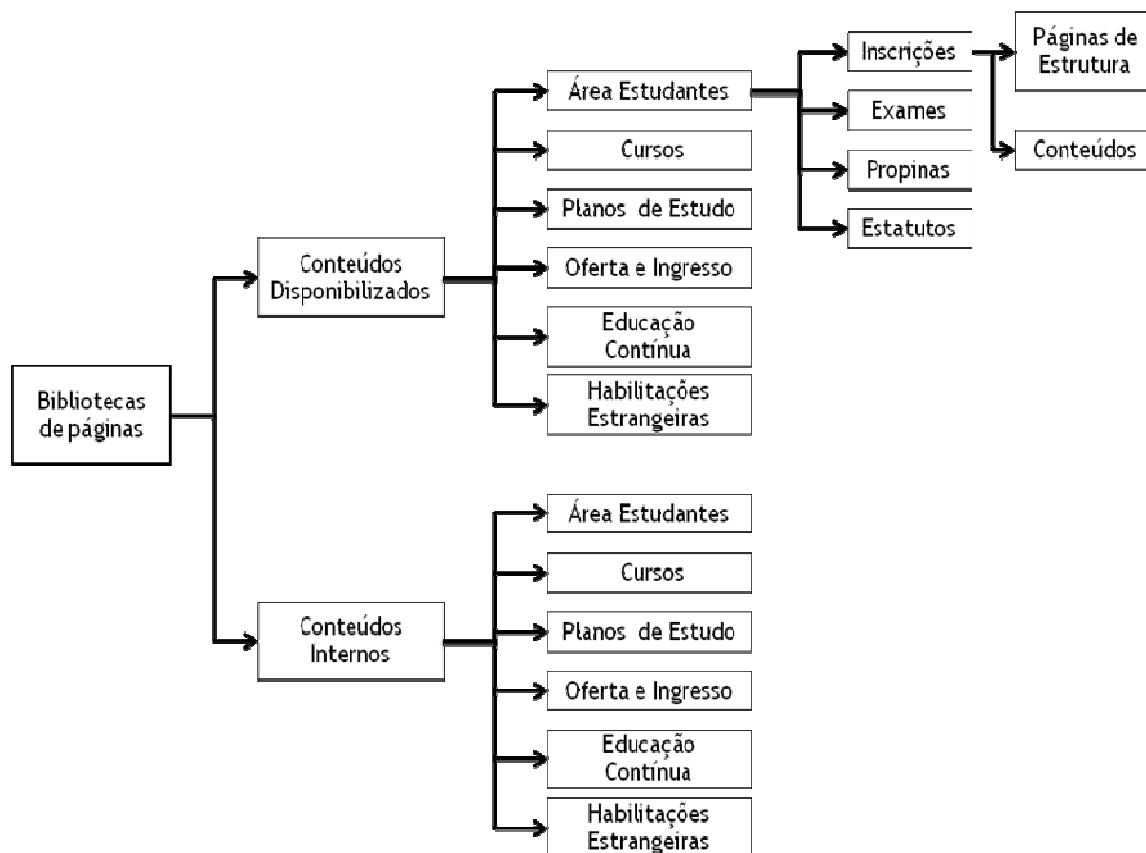 Bibliotecas
de páginas
Conteúdos
Disponibilizados
Área Estudantes
Cursos
Planos de Estudo
Oferta e Ingresso
Educação
Contínua
Habilitações
Estrangeiras
Inscrições
Exames
Propinas
Estatutos
Páginas de
Estrutura
Conteúdos
Conteúdos
Internos
Área Estudantes
Cursos
Planos de Estudo
Oferta e Ingresso
Educação
Contínua
Habilitações
Estrangeiras